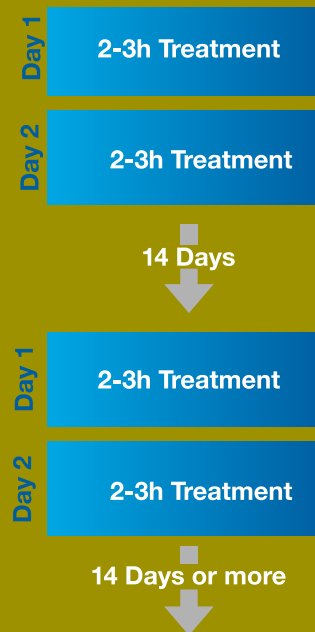 Day 1
2-3h Treatment
Day 2
2-3h Treatment
14 Days
Day 1
2-3h Treatment
Day 2
2-3h Treatment
14 Days or more